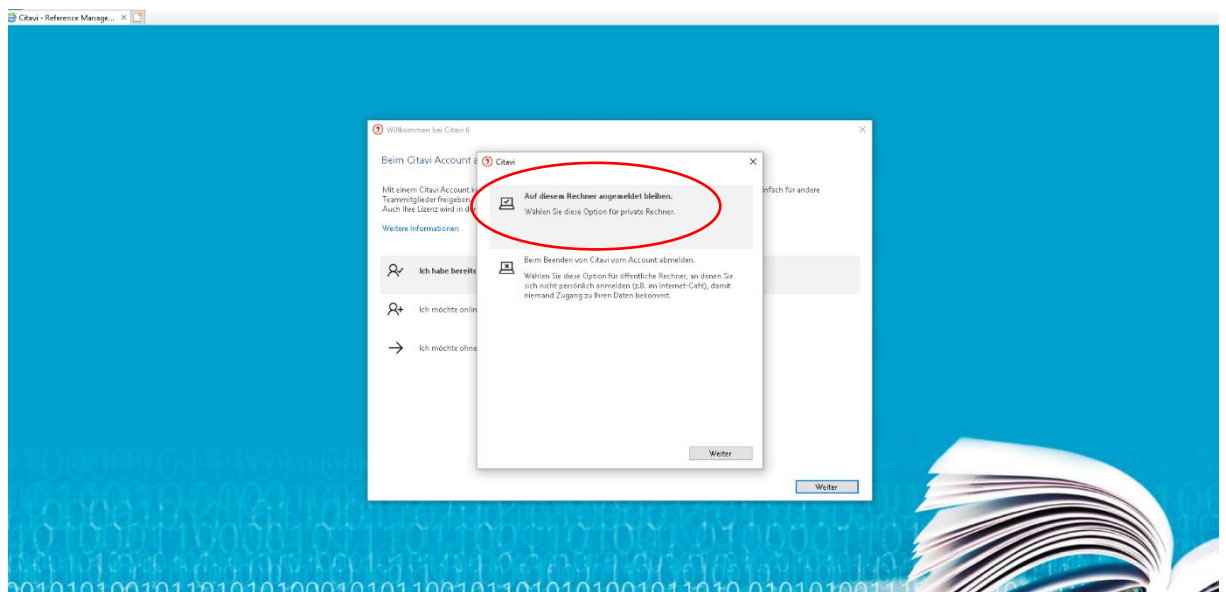 Citavi - Reference Manage...
Willkommen bei Citavi 6
Beim Citavi Account
Citavi
Mit einem Citavi Account
infach für andere
Teammitglieder freigeben
Auch Ihre Lizenz wird in
Weitere Informationen
Auf diesem Rechner angemeldet bleiben.
Wählen Sie diese Option für private Rechner.
Ich habe bereits
Beim Beenden von Citavi vom Account abmelden.
Wählen Sie diese Option für öffentliche Rechner, an denen Sie
sich nicht persönlich anmelden (z.B. im Internet-Café), damit
niemand Zugang zu Ihren Daten bekommt.
Ich möchte onlin
Ich möchte ohne
Weiter
Weiter